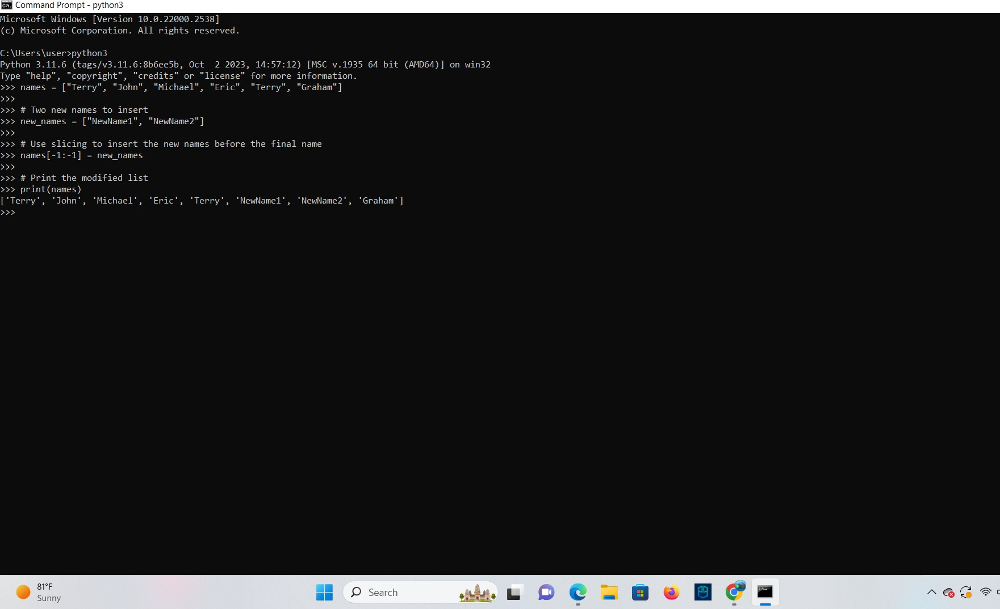 Command Prompt - python3
Microsoft Windows [Version 10.0.22000.2538]
(c) Microsoft Corporation. All rights reserved.
C:\Users\user>python3
Python 3.11.6 (tags/v3.11.6:8b6ee5b, Oct  2 2023, 14:57:12) [MSC v.1935 64 bit (AMD64)] on win32
Type "help", "copyright", "credits" or "license" for more information.
>>> names = ["Terry", "John", "Michael", "Eric", "Terry", "Graham"]
>>>
>>> # Two new names to insert
>>> new_names = ["NewName1", "NewName2"]
>>>
>>> # Use slicing to insert the new names before the final name
>>> names[-1:-1] = new_names
>>>
>>> # Print the modified list
>>> print(names)
['Terry', 'John', 'Michael', 'Eric', 'Terry', 'NewName1', 'NewName2', 'Graham']
>>>
81°F
Sunny
Search